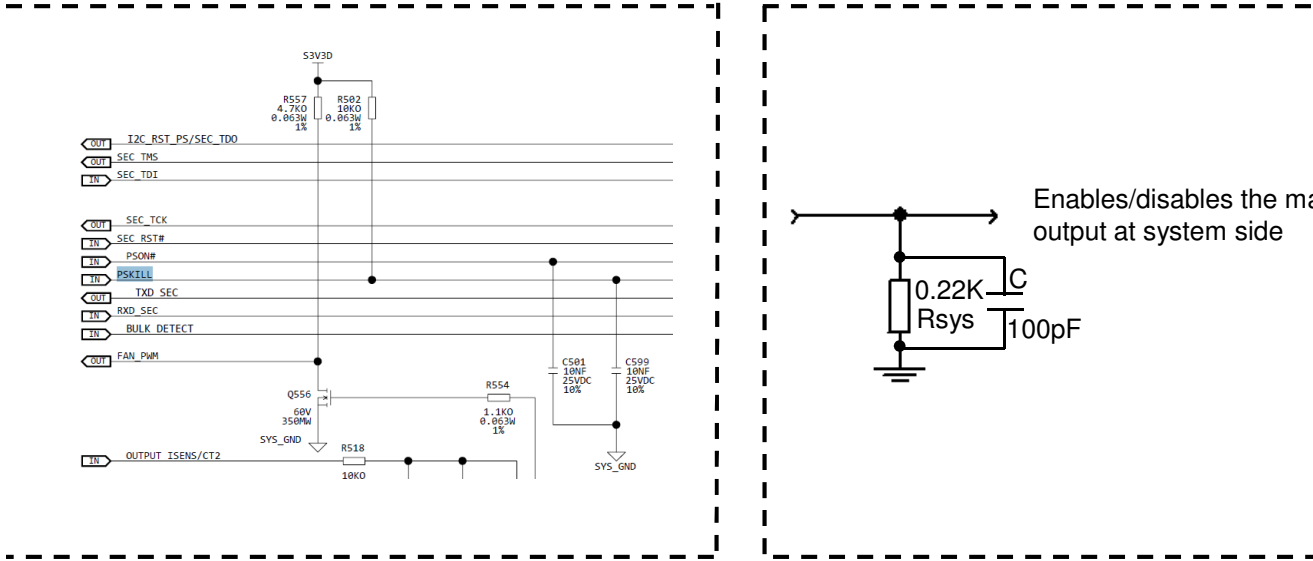 S3V3D
R557
4.7KO
0.063W
1%
R502
10KO
0.063W
1%
OUT I2C_RST_PS/SEC_TDO
OUT SEC_TMS
IN SEC_TDI
OUT SEC_TCK
IN SEC_RST#
IN PSON#
IN PSKILL
OUT TXD_SEC
IN RXD_SEC
IN BULK_DETECT
OUT FAN_PWM
Q556
60V
350MW
SYS_GND
R554
1.1KO
0.063W
1%
C501
10NF
25VDC
10%
C599
10NF
25VDC
10%
SYS_GND
IN OUTPUT_ISENS/CT2
R518
10KO
Enables/disables the ma
output at system side
0.22K
Rsys
C
100pF